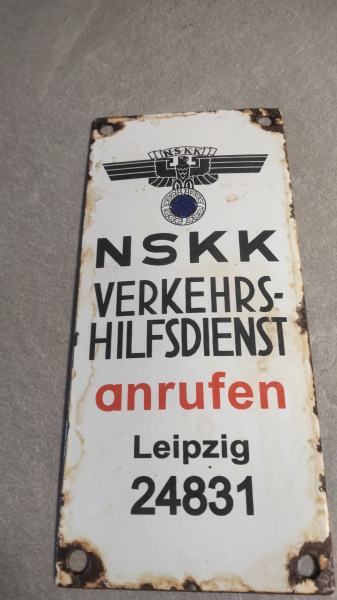 NSKK
NSKK
VERKEHRS-
HILFSDIENST
anrufen
Leipzig
24831